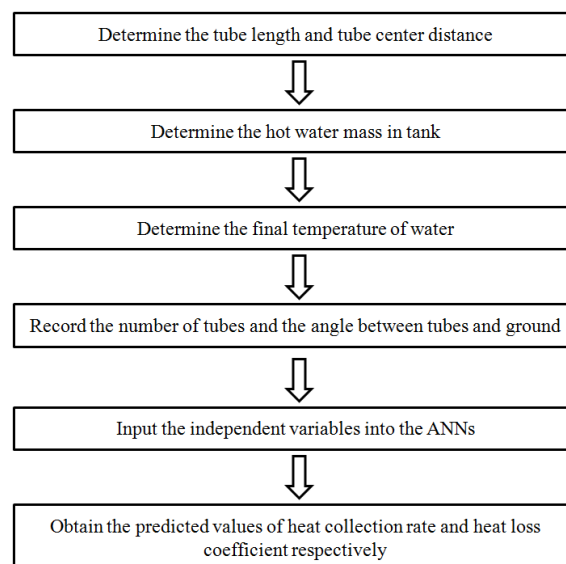 Determine the tube length and tube center distance
Determine the hot water mass in tank
Determine the final temperature of water
Record the number of tubes and the angle between tubes and ground
Input the independent variables into the ANNs
Obtain the predicted values of heat collection rate and heat loss
coefficient respectively